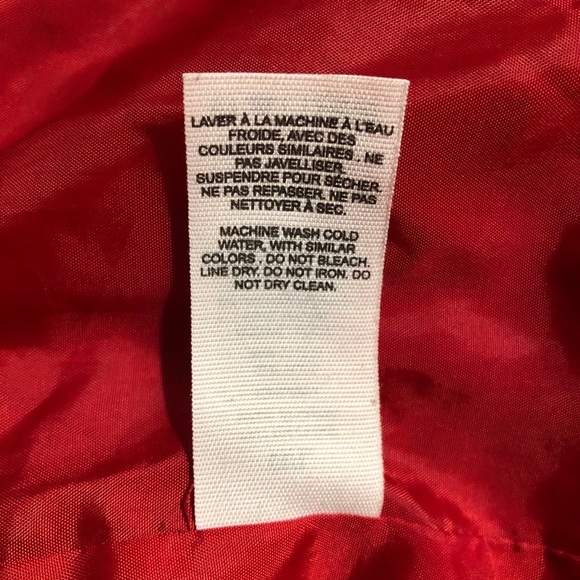 LAVER À LA MACHINE À L'EAU
FROIDE, AVEC DES
COULEURS SIMILAIRES . NE
PAS JAVELLISER.
SUSPENDRE POUR SÉCHER.
NE PAS REPASSER. NE PAS
NETTOYER À SEC.
MACHINE WASH COLD
WATER, WITH SIMILAR
COLORS . DO NOT BLEACH.
LINE DRY. DO NOT IRON. DO
NOT DRY CLEAN.